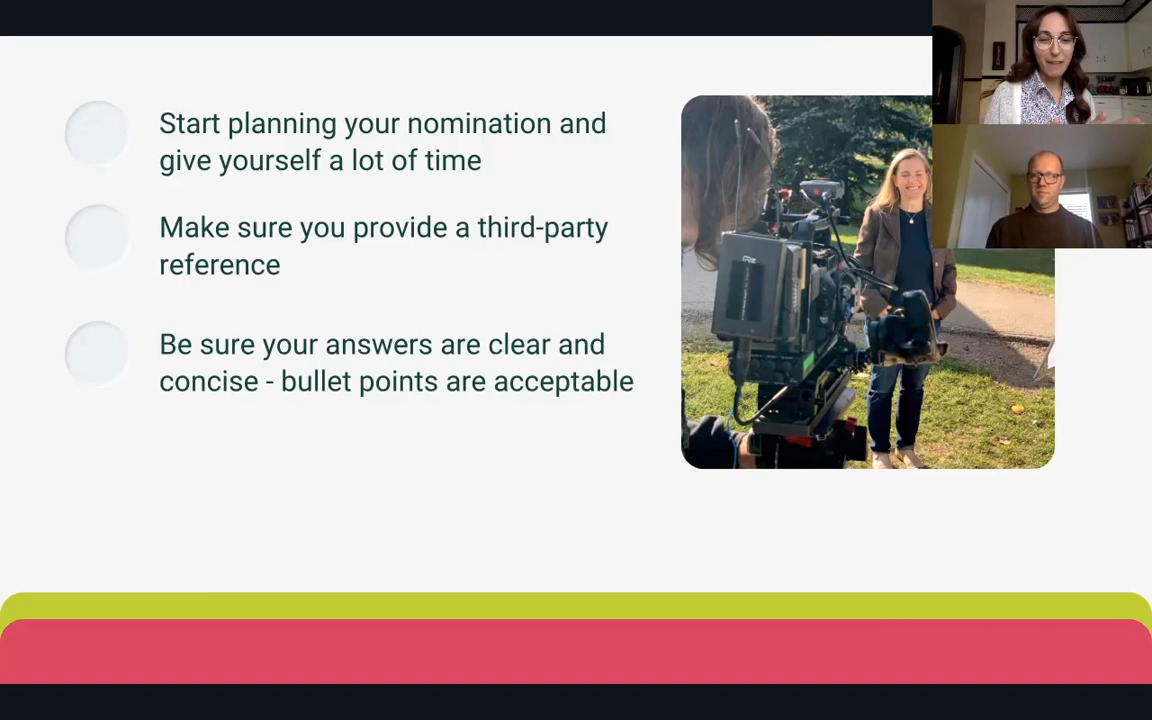 Start planning your nomination and
give yourself a lot of time
Make sure you provide a third-party
reference
Be sure your answers are clear and
concise - bullet points are acceptable